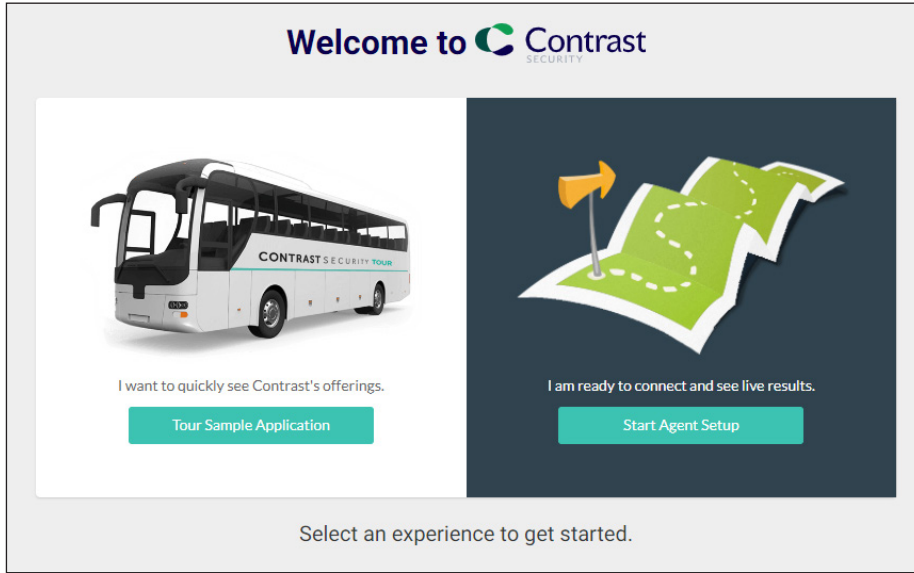 Welcome to Contrast
SECURITY
CONTRAST SECURITY TOUR
I want to quickly see Contrast's offerings.
Tour Sample Application
I am ready to connect and see live results.
Start Agent Setup
Select an experience to get started.